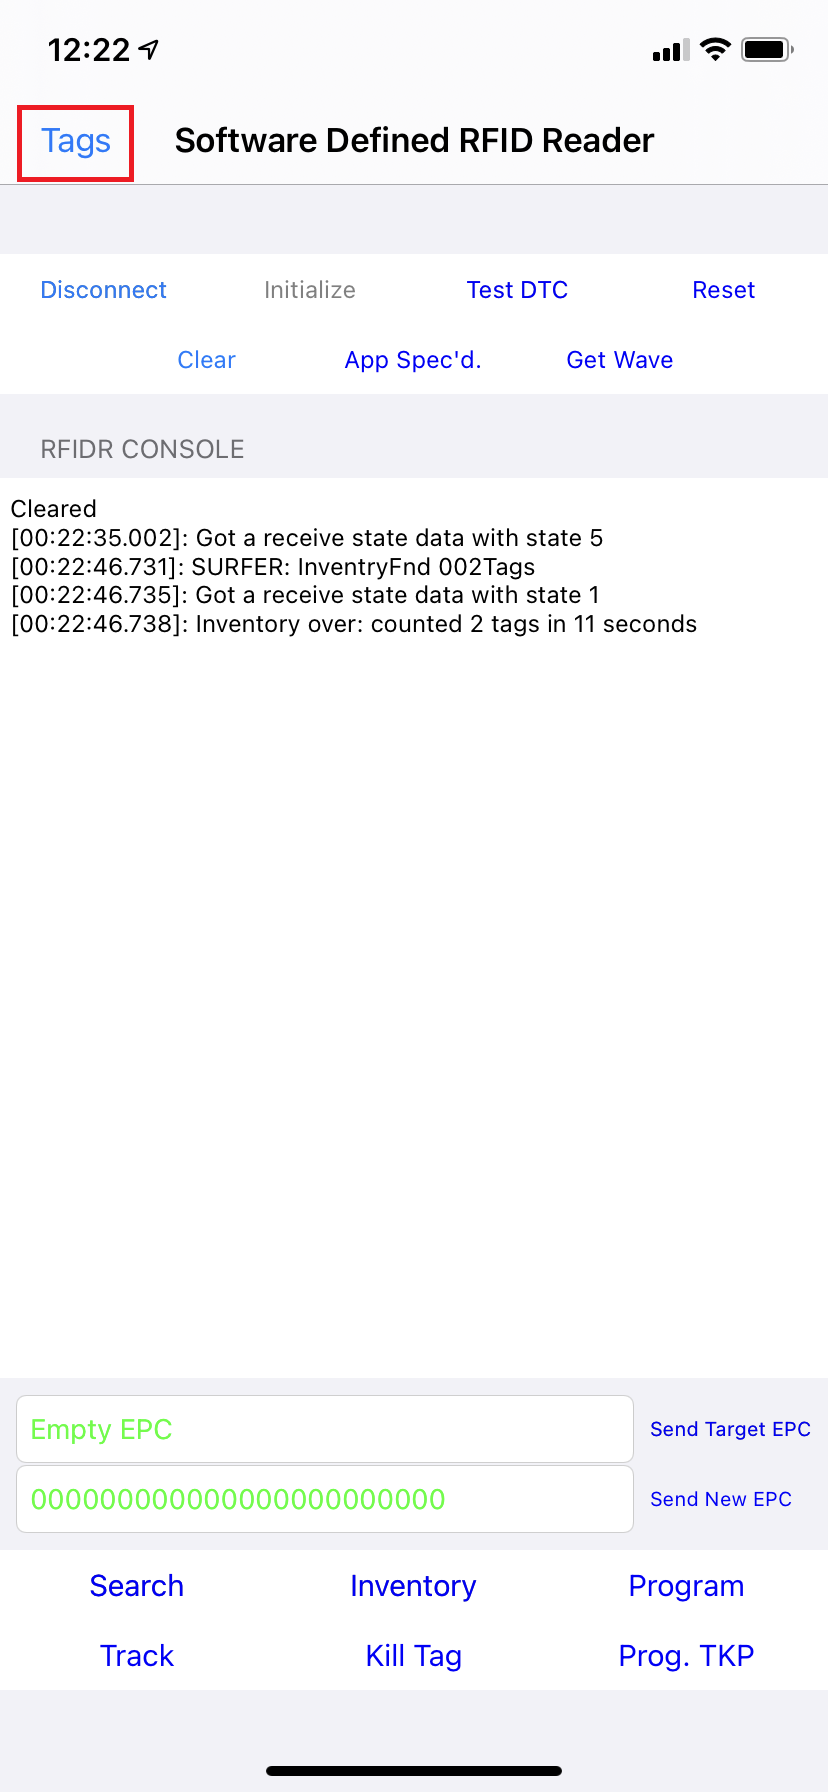 12:22
Tags Software Defined RFID Reader
Disconnect Initialize Test DTC Reset
Clear App Spec'd. Get Wave
RFIDR CONSOLE
Cleared
[00:22:35.002]: Got a receive state data with state 5
[00:22:46.731]: SURFER: InventryFnd 002Tags
[00:22:46.735]: Got a receive state data with state 1
[00:22:46.738]: Inventory over: counted 2 tags in 11 seconds
Empty EPC Send Target EPC
000000000000000000000000 Send New EPC
Search Inventory Program
Track Kill Tag Prog. TKP